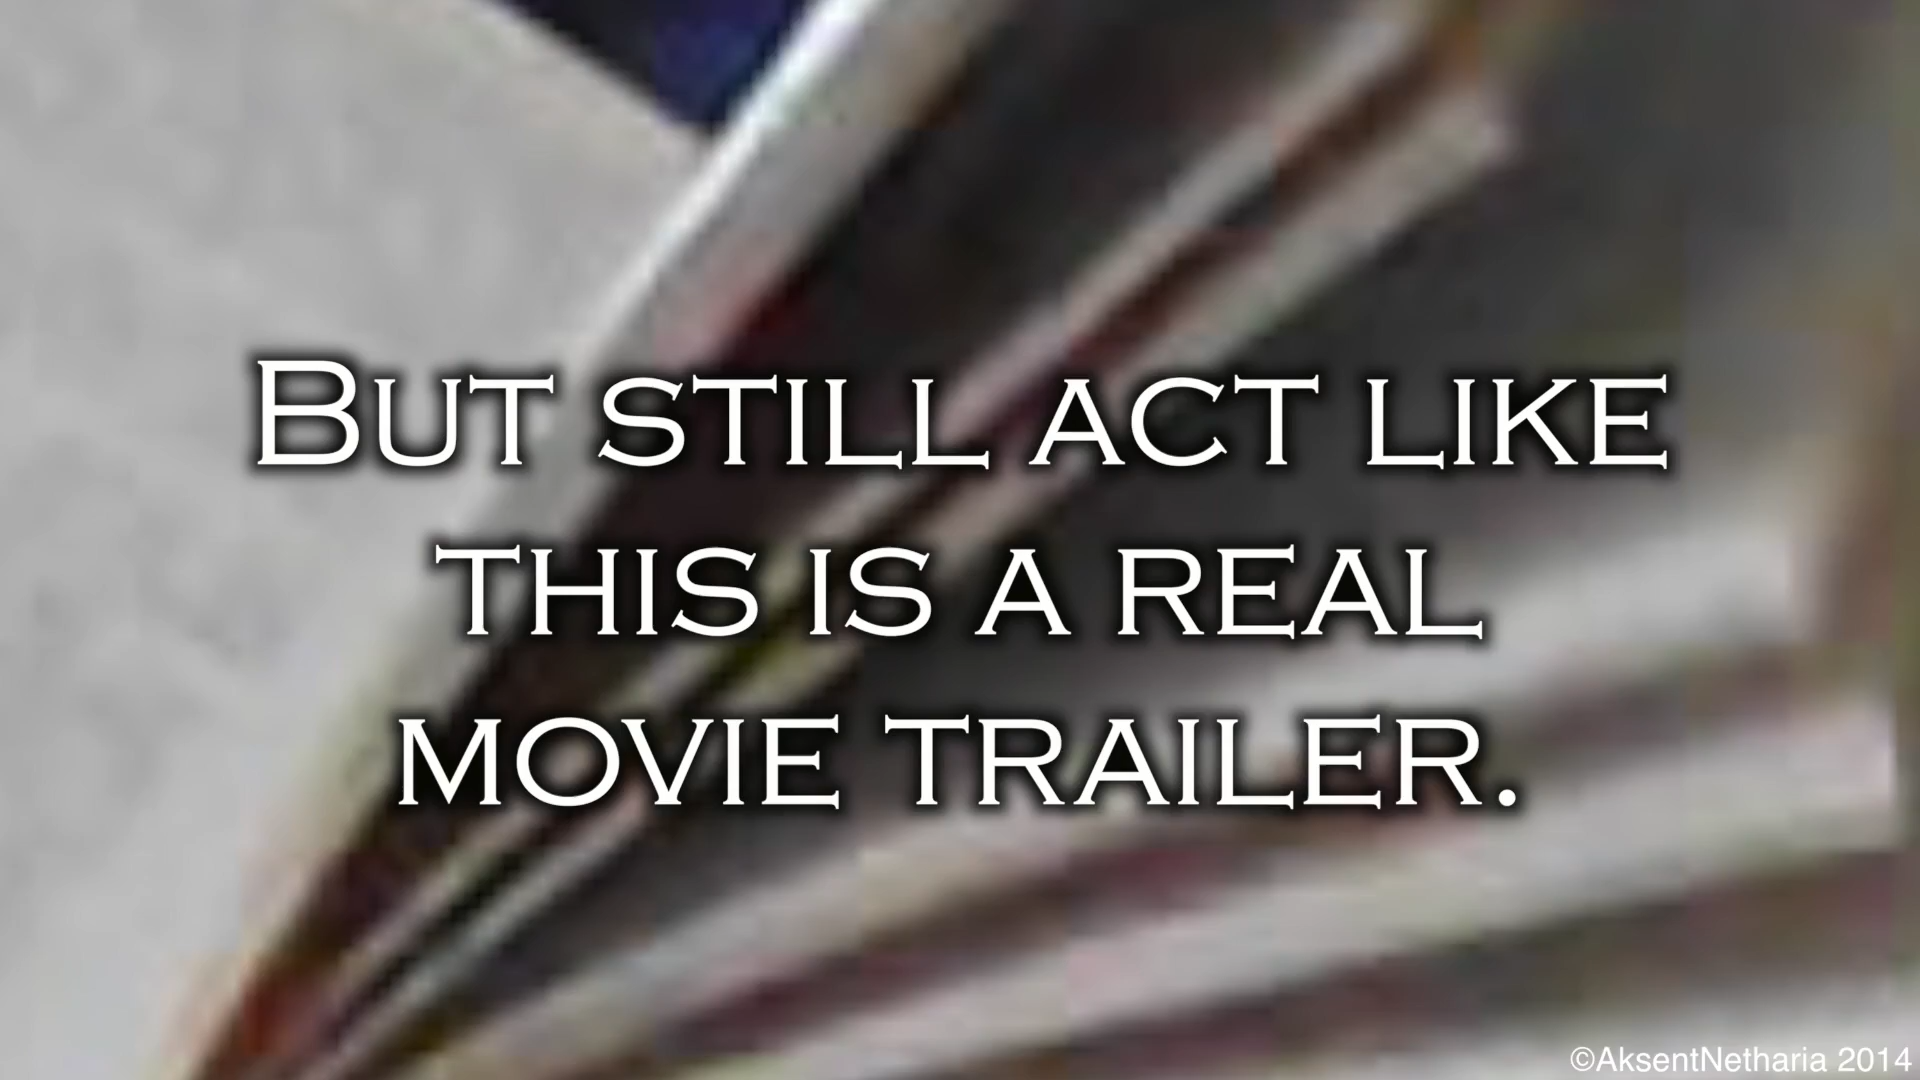 But still act like
this is a real
movie trailer.
©AksentNetharia 2014